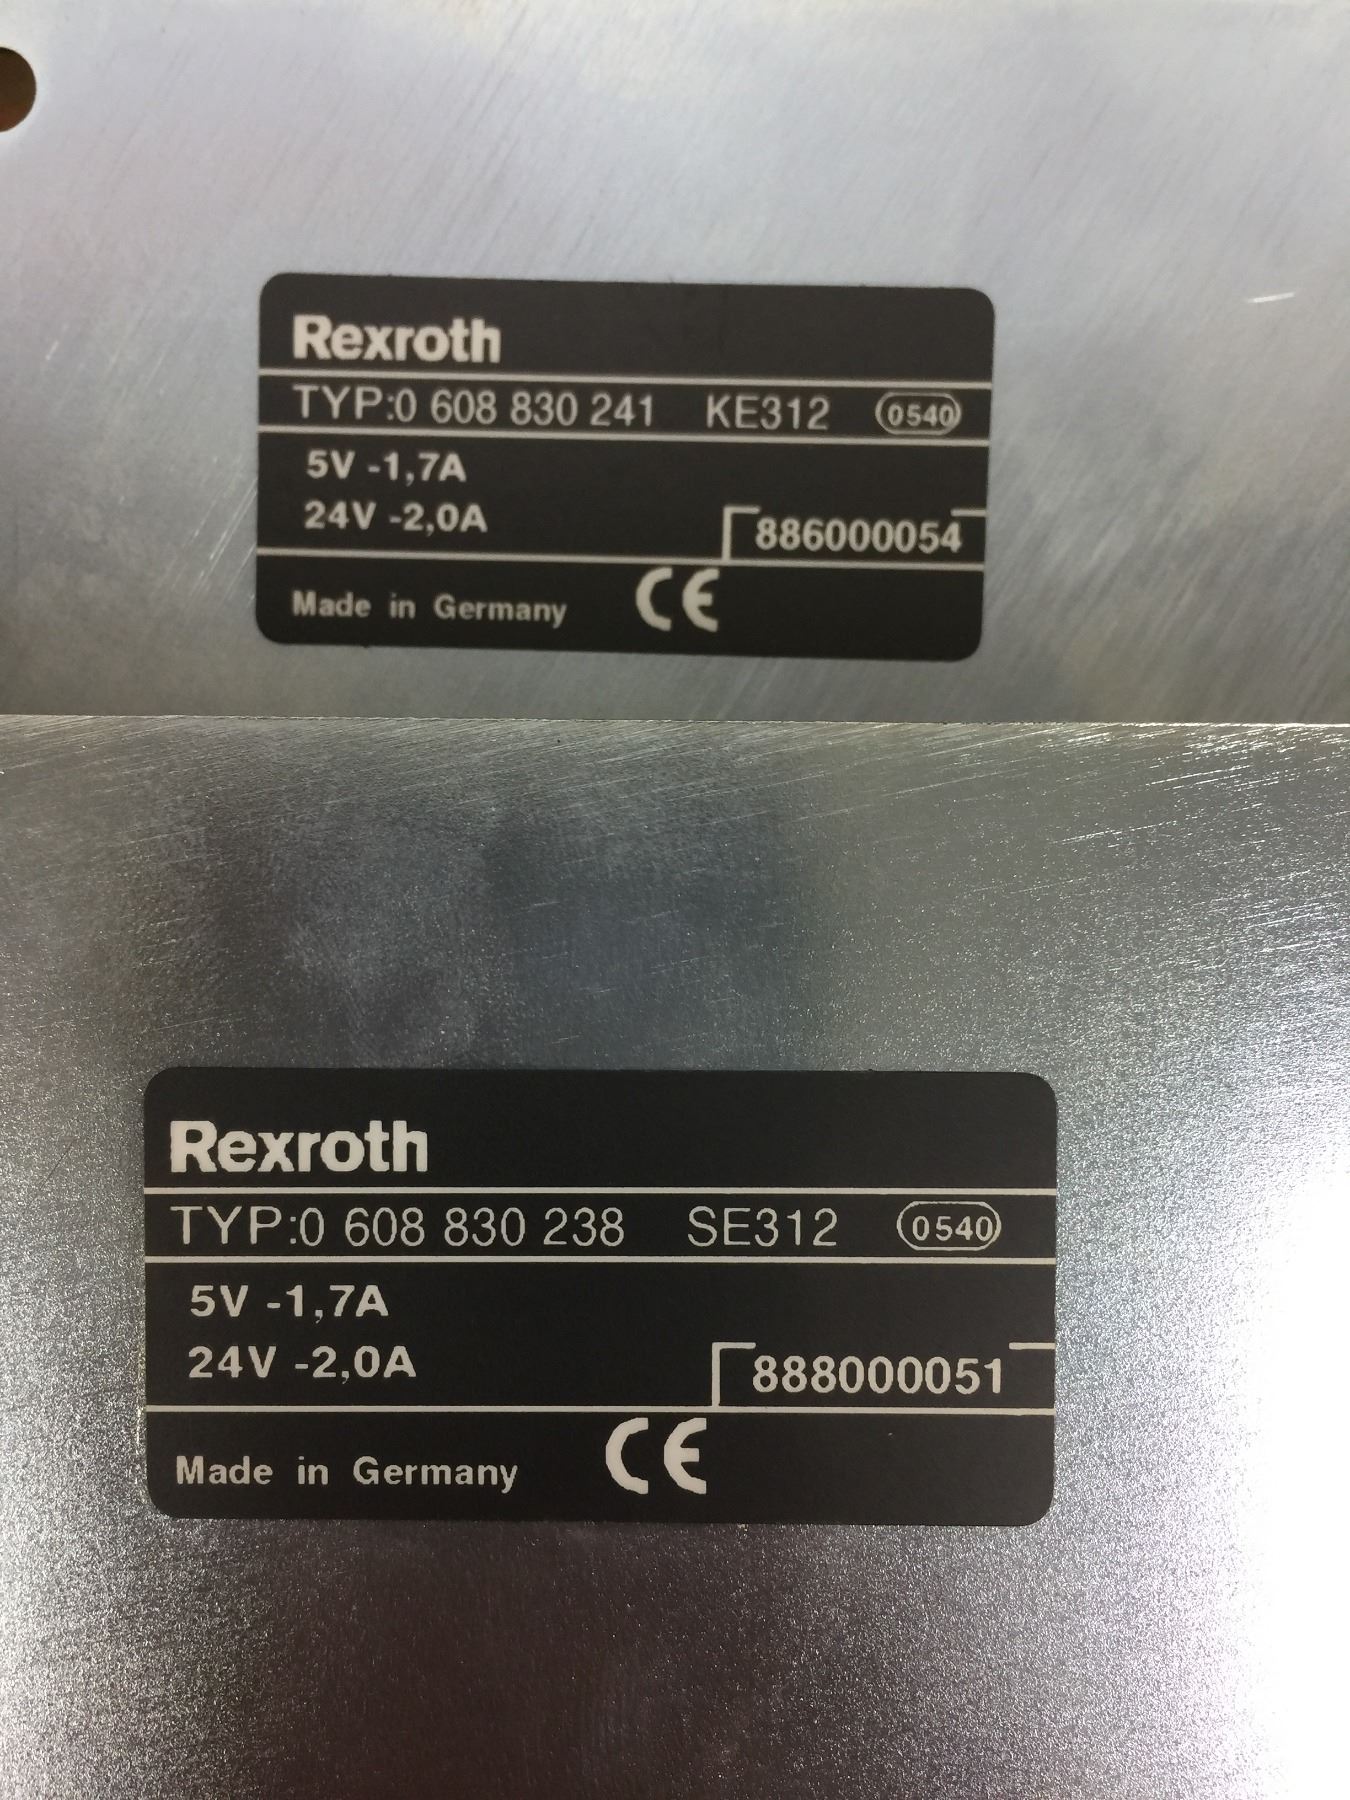 Rexroth
TYP:0 608 830 241 KE312 0540
5V -1,7A
24V -2,0A
886000054
Made in Germany CE
Rexroth
TYP:0 608 830 238 SE312 0540
5V -1,7A
24V -2,0A
888000051
Made in Germany CE